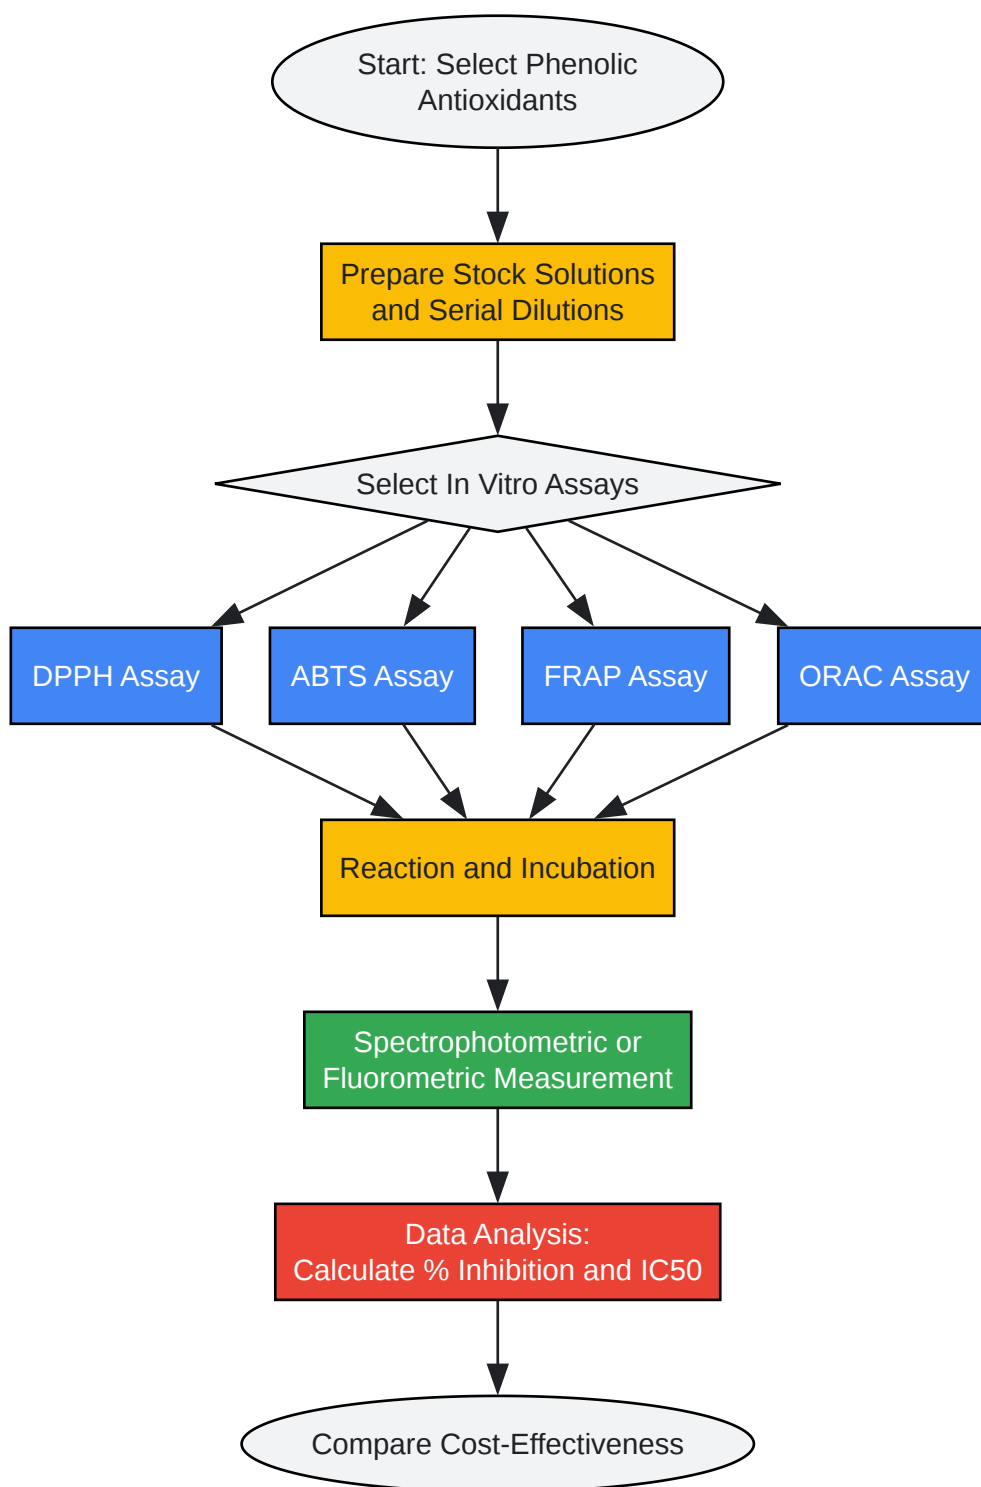 Start: Select Phenolic
Antioxidants
Prepare Stock Solutions
and Serial Dilutions
Select In Vitro Assays
DPPH Assay
ABTS Assay
FRAP Assay
ORAC Assay
Reaction and Incubation
Spectrophotometric or
Fluorometric Measurement
Data Analysis:
Calculate % Inhibition and IC50
Compare Cost-Effectiveness